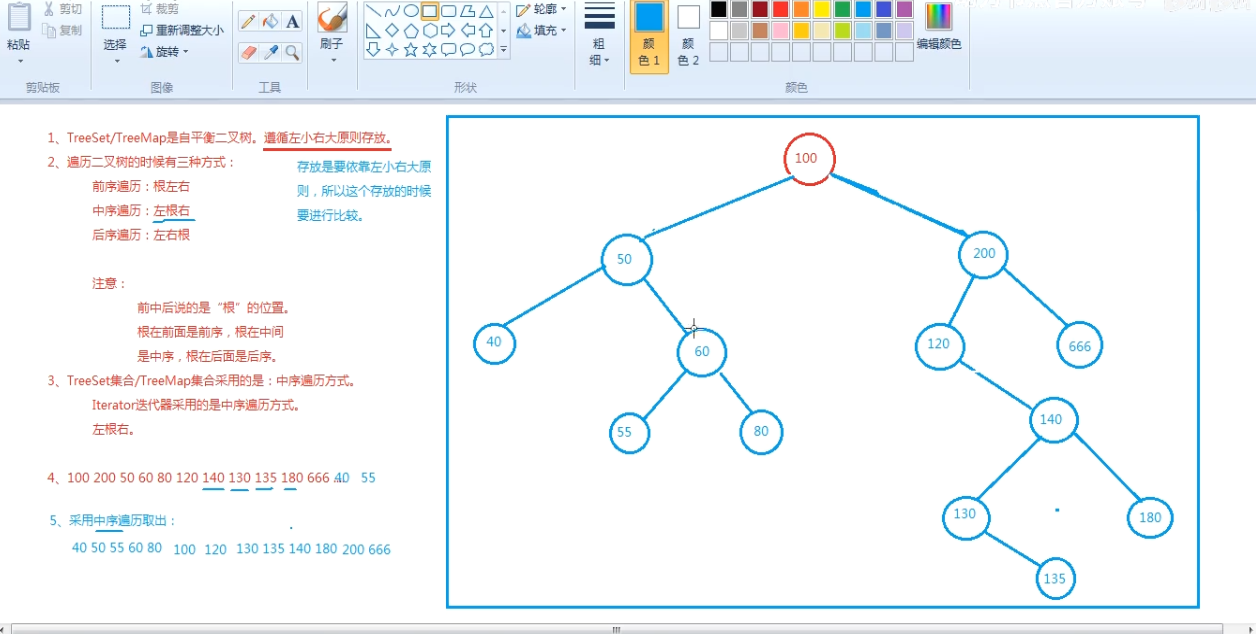 剪切
裁剪
轮廓
粘贴
复制
选择
重新调整大小
A
刷子
填充
粗
细
颜
色 1
颜
色 2
编辑颜色
旋转
剪贴板
图像
工具
形状
颜色
1、TreeSet/TreeMap是自平衡二叉树。遵循左小右大原则存放。
2、遍历二叉树的时候有三种方式：
前序遍历：根左右
中序遍历：左根右
后序遍历：左右根
存放是要依靠左小右大原
则，所以这个存放的时候
要进行比较。
注意：
前中后说的是“根”的位置。
根在前面是前序，根在中间
是中序，根在后面是后序。
3、TreeSet集合/TreeMap集合采用的是：中序遍历方式。
Iterator迭代器采用的是中序遍历方式。
左根右。
4、100 200 50 60 80 120 140 130 135 180 666 40 55
5、采用中序遍历取出：
40 50 55 60 80 100 120 130 135 140 180 200 666
100
50
200
40
60
120
666
55
80
140
130
180
135